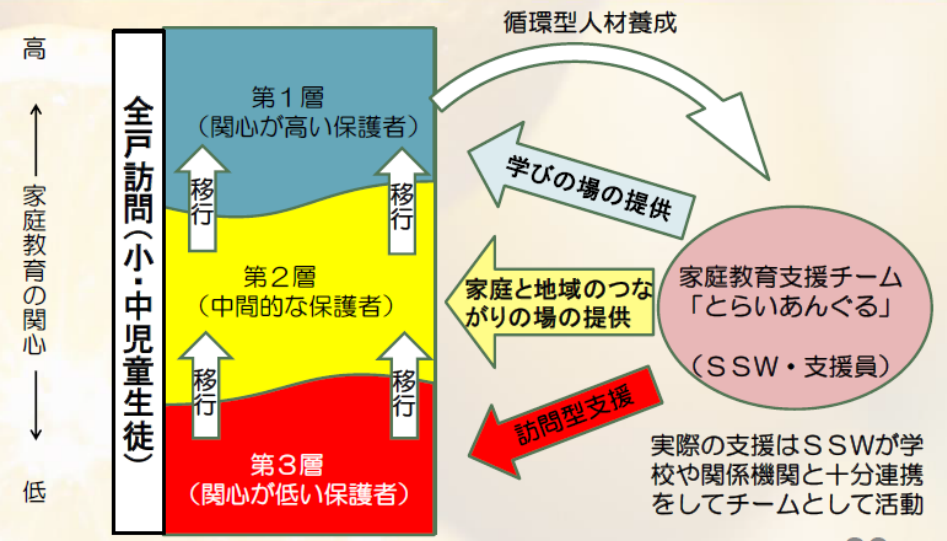 循環型人材養成
高
家庭教育の関心
低
全戸訪問(小・中児童生徒)
第1層
(関心が高い保護者)
移行
移行
第2層
(中間的な保護者)
移行
移行
第3層
(関心が低い保護者)
学びの場の提供
家庭と地域のつな
がりの場の提供
訪問型支援
家庭教育支援チーム
「とらいあんぐる」
(SSW・支援員)
実際の支援はSSWが学
校や関係機関と十分連携
をしてチームとして活動